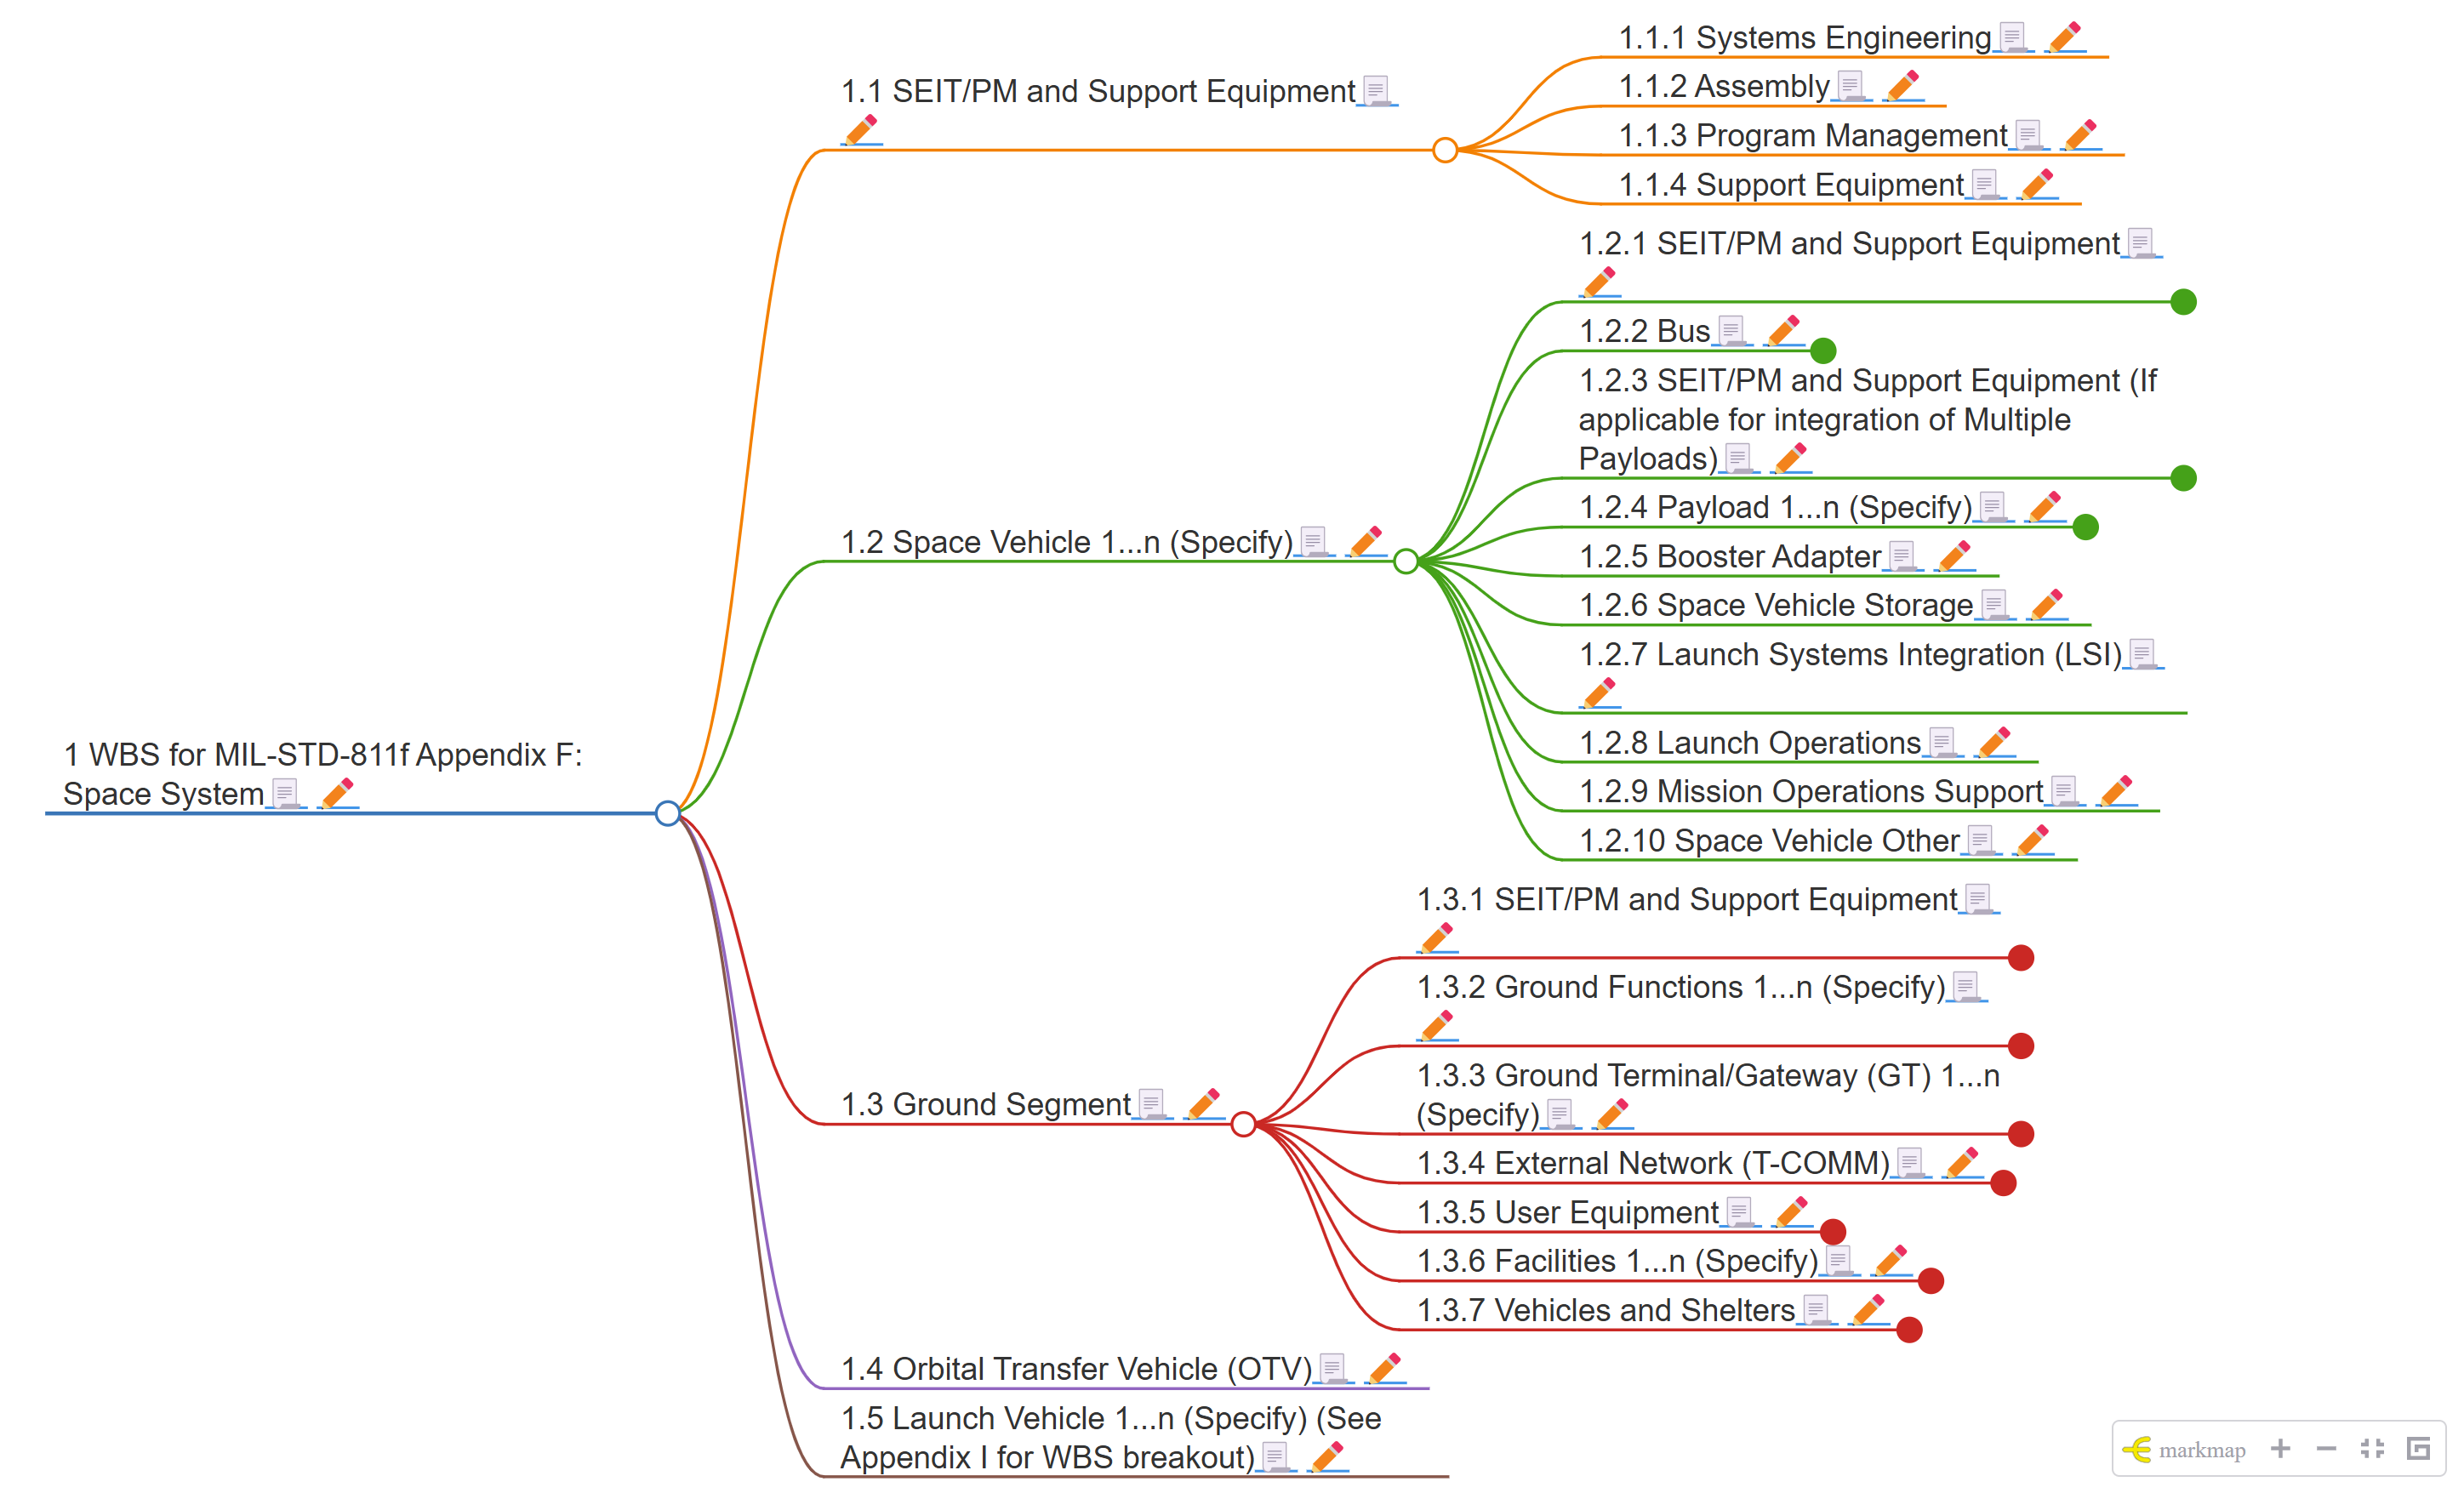 1.1.1 Systems Engineering
1.1 SEIT/PM and Support Equipment
1.1.2 Assembly
1.1.3 Program Management
1.1.4 Support Equipment
1.2.1 SEIT/PM and Support Equipment
1.2.2 Bus
1.2.3 SEIT/PM and Support Equipment (If
applicable for integration of Multiple
Payloads)
1.2.4 Payload 1...n (Specify)
1.2 Space Vehicle 1...n (Specify)
1.2.5 Booster Adapter
1.2.6 Space Vehicle Storage
1.2.7 Launch Systems Integration (LSI)
1.2.8 Launch Operations
1 WBS for MIL-STD-811f Appendix F:
Space System
1.2.9 Mission Operations Support
1.2.10 Space Vehicle Other
1.3.1 SEIT/PM and Support Equipment
1.3.2 Ground Functions 1...n (Specify)
1.3.3 Ground Terminal/Gateway (GT) 1...n
(Specify)
1.3 Ground Segment
1.3.4 External Network (T-COMM)
1.3.5 User Equipment
1.3.6 Facilities 1...n (Specify)
1.3.7 Vehicles and Shelters
1.4 Orbital Transfer Vehicle (OTV)
1.5 Launch Vehicle 1...n (Specify) (See
Appendix I for WBS breakout)
markmap